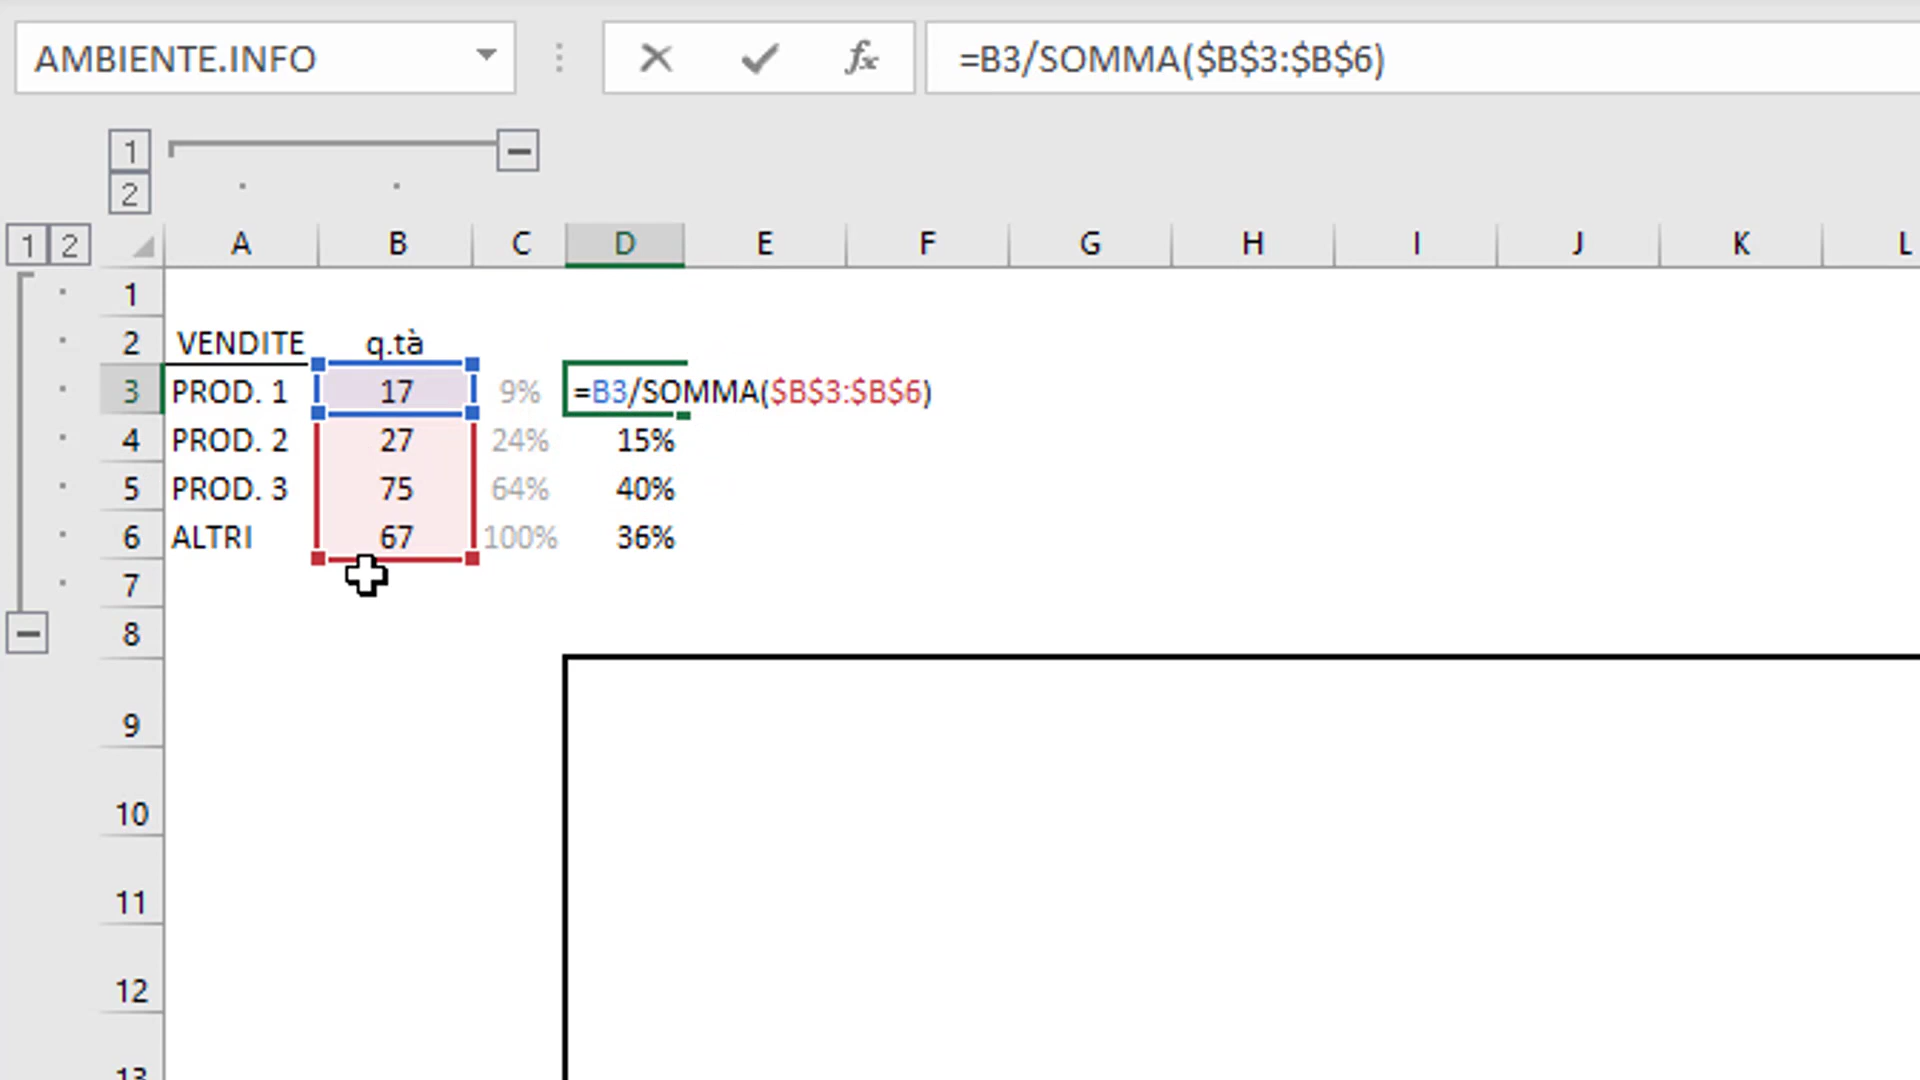 AMBIENTE.INFO fx =B3/SOMMA($B$3:$B$6)
1
2
1 2 A B C D E F G H I J K L
1
2 VENDITE q.tà
3 PROD. 1 17 9% =B3/SOMMA($B$3:$B$6)
4 PROD. 2 27 24% 15%
5 PROD. 3 75 64% 40%
6 ALTRI 67 100% 36%
7
8
9
10
11
12
13